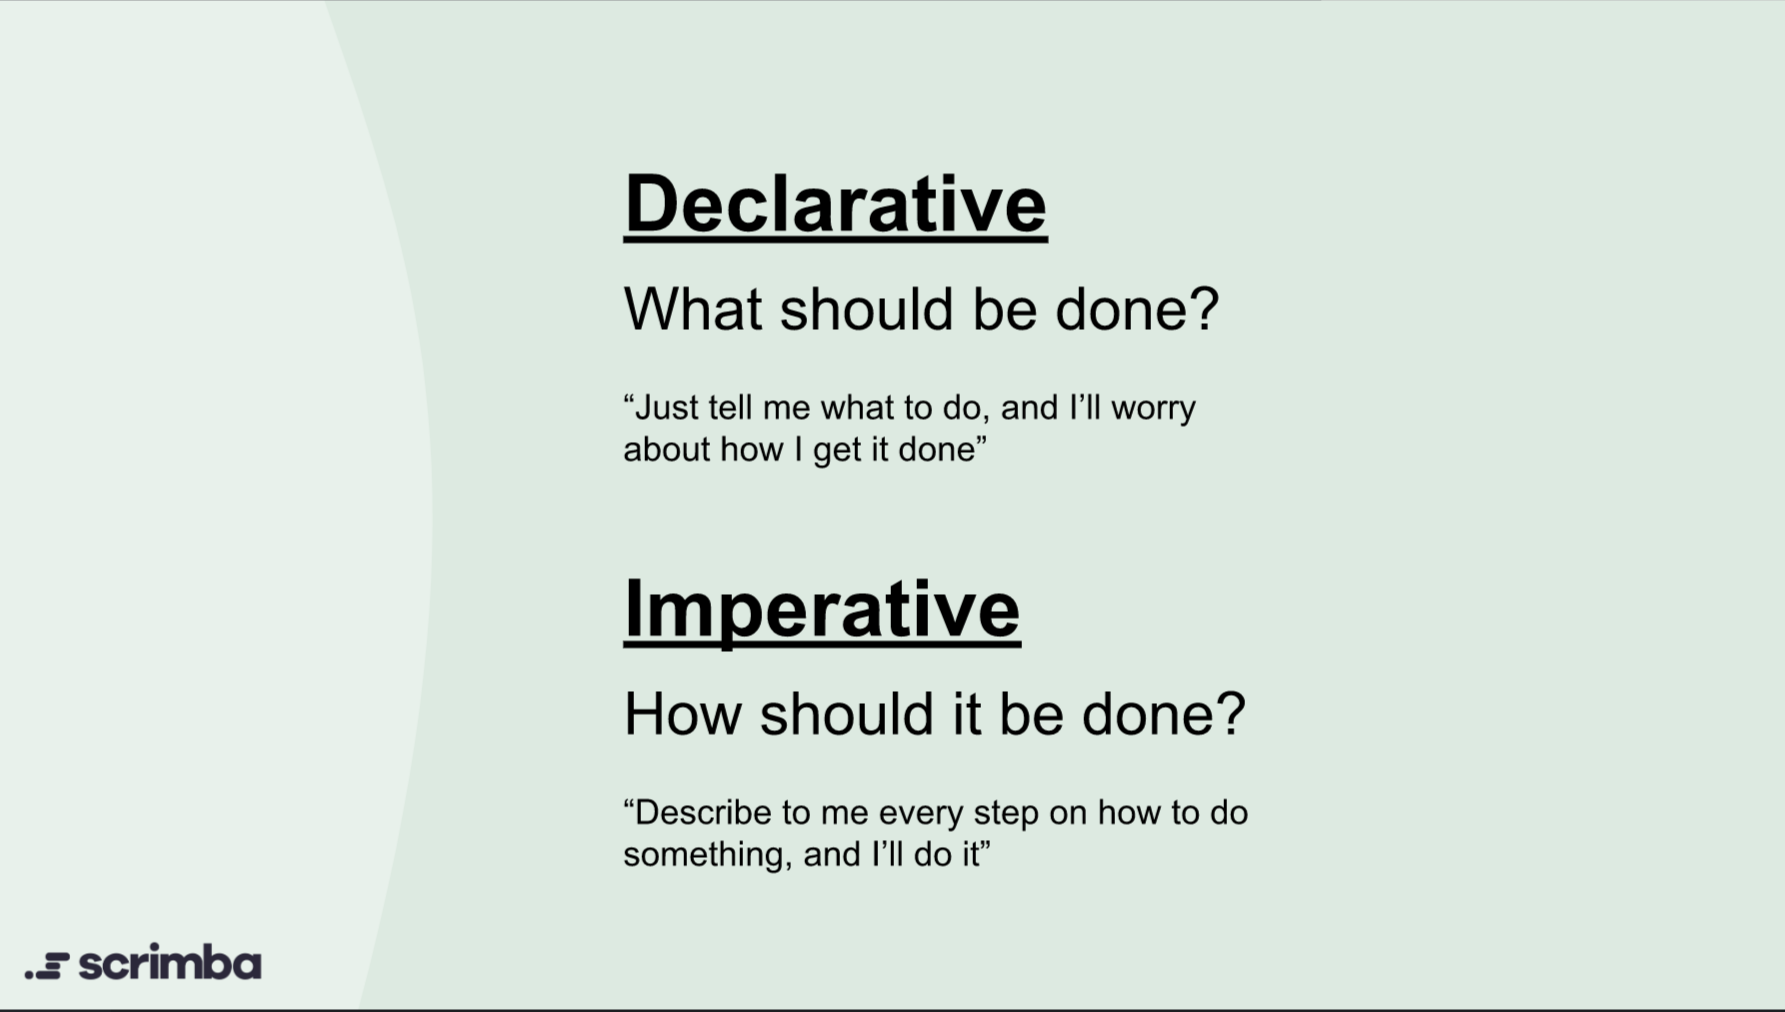 Declarative
What should be done?
“Just tell me what to do, and I’ll worry
about how I get it done”
Imperative
How should it be done?
“Describe to me every step on how to do
something, and I’ll do it”
scrimba